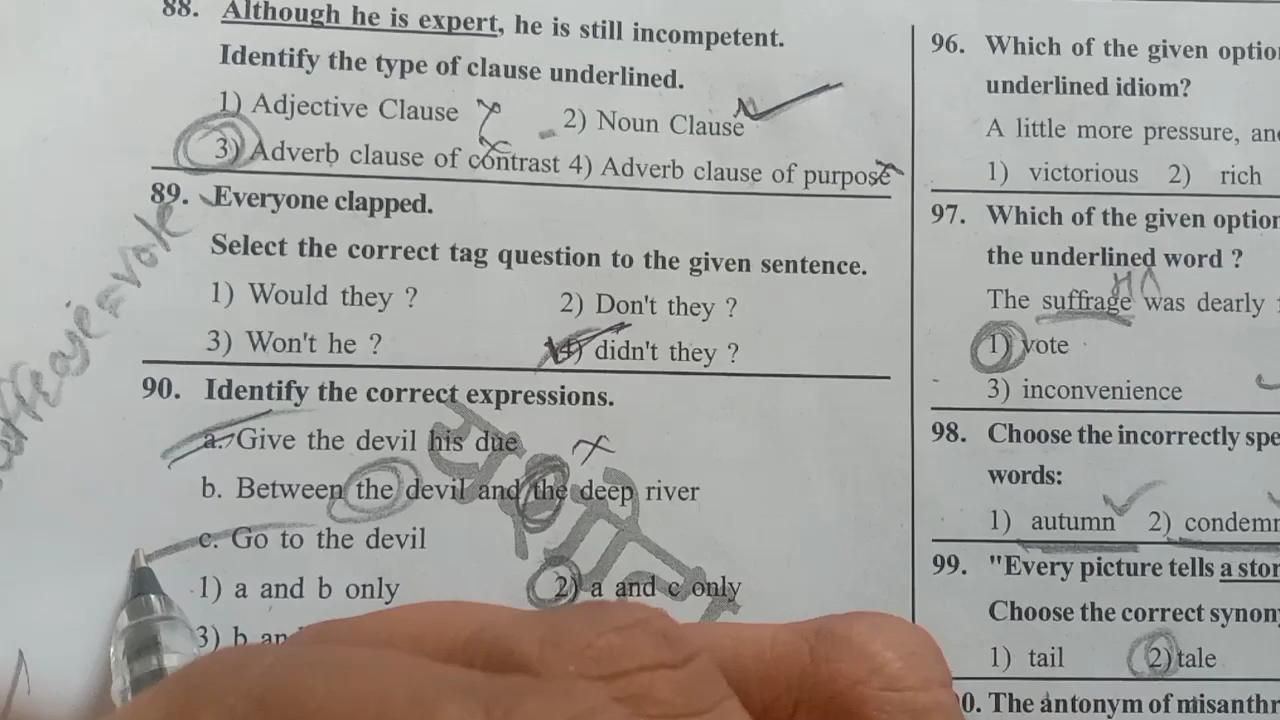 88. Although he is expert, he is still incompetent.
Identify the type of clause underlined.
1) Adjective Clause 2) Noun Clause
3) Adverb clause of contrast 4) Adverb clause of purpose
89. Everyone clapped.
Select the correct tag question to the given sentence.
1) Would they ? 2) Don't they ?
3) Won't he ? 4) didn't they ?
90. Identify the correct expressions.
a. Give the devil his due
b. Between the devil and the deep river
c. Go to the devil
1) a and b only 2) a and c only
3) b an
= vote
96. Which of the given optio
underlined idiom?
A little more pressure, an
1) victorious 2) rich
97. Which of the given option
the underlined word ?
The suffrage was dearly
1) vote
3) inconvenience
98. Choose the incorrectly spe
words:
1) autumn 2) condemn
99. "Every picture tells a stor
Choose the correct synon
1) tail 2) tale
0. The antonym of misanthr